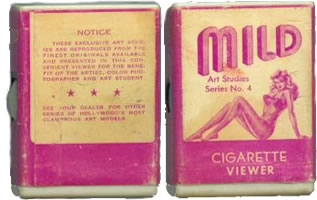 NOTICE
THESE EXCLUSIVE ART STUD-
IES ARE REPRODUCED FROM THE
FINEST ORIGINALS AVAILABLE
AND PRESENTED IN THIS CON-
VENIENT VIEWER FOR THE BENE-
FIT OF THE ARTIST, COLOR PHO-
TOGRAPHER AND ART STUDENT.
SEE YOUR DEALER FOR OTHER
SERIES OF HOLLYWOOD'S MOST
GLAMOROUS ART MODELS
MILD
Art Studies
Series No. 4
CIGARETTE
VIEWER